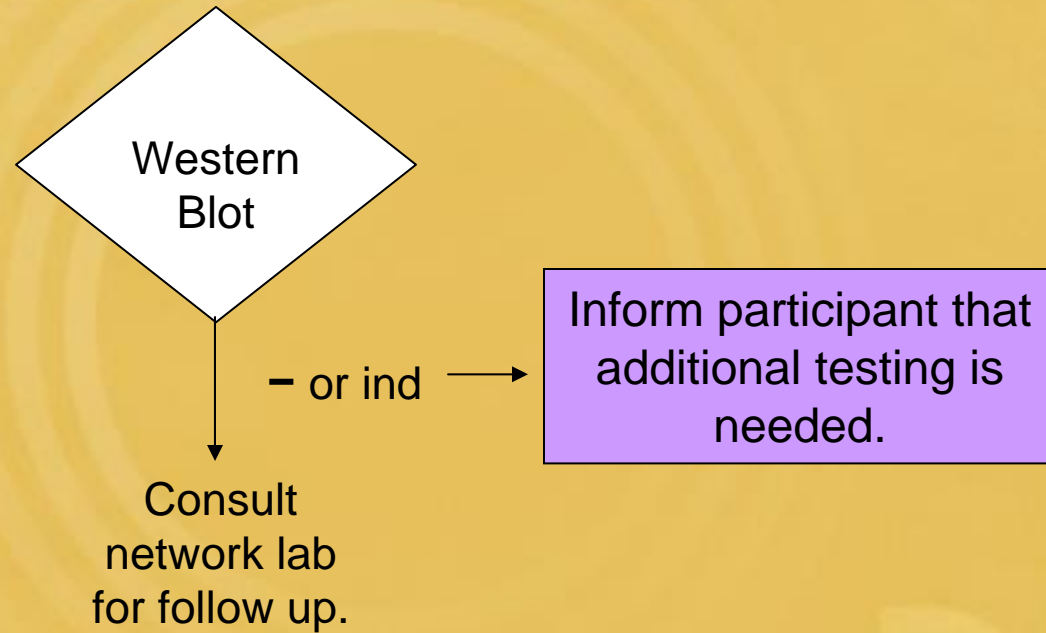 Western
Blot
– or ind
Inform participant that
additional testing is
needed.
Consult
network lab
for follow up.